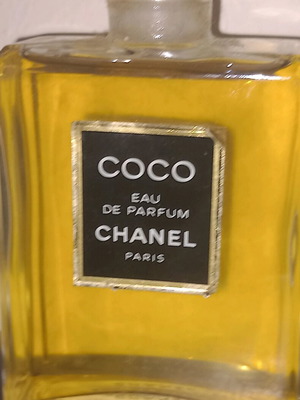 COCO
EAU
DE PARFUM
CHANEL
PARIS